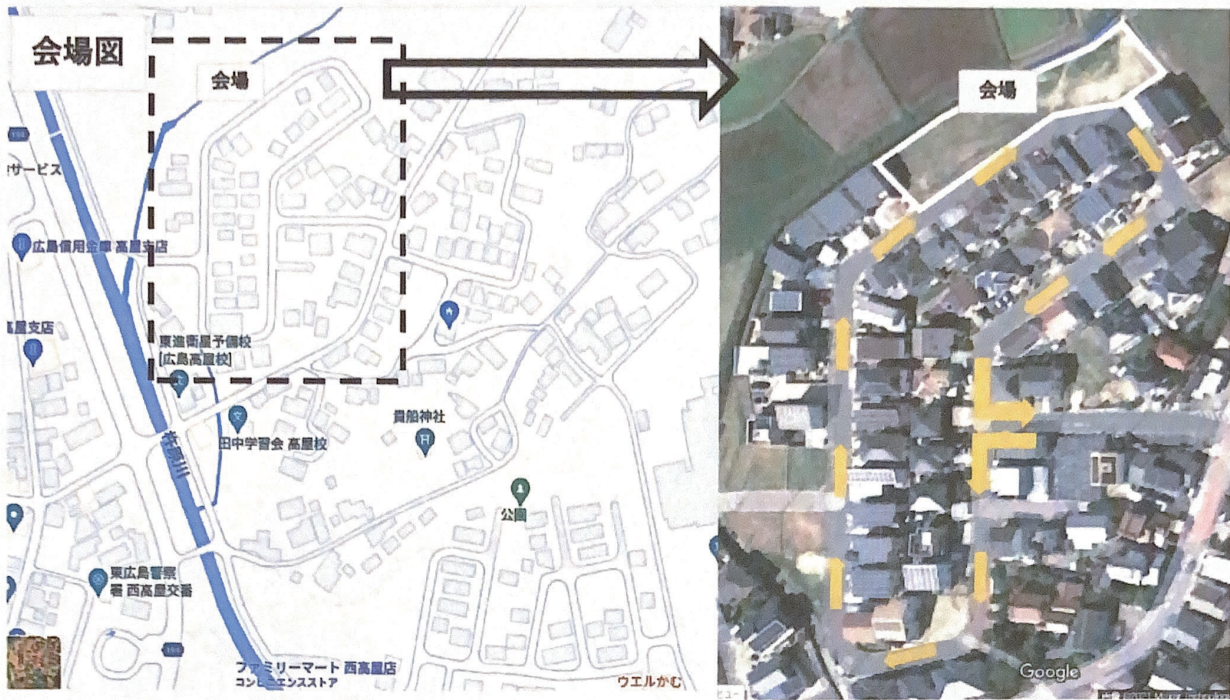 会場図
会場
サービス
広島信用金庫 高屋支店
高屋支店
東進衛星予備校
[広島高屋校]
田中学習会 高屋校
貴船神社
公園
東広島警察
署 西高屋交番
ファミリーマート 西高屋店
コンビニエンスストア
ウエルかむ
会場
Google